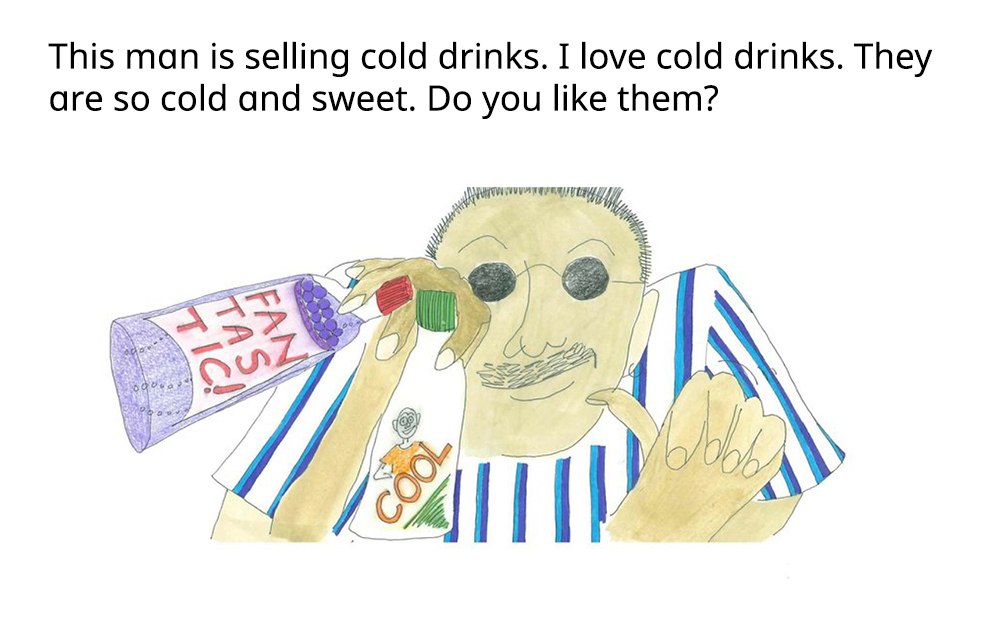 This man is selling cold drinks. I love cold drinks. They
are so cold and sweet. Do you like them?
FAN
TAS
TIC!
COOL